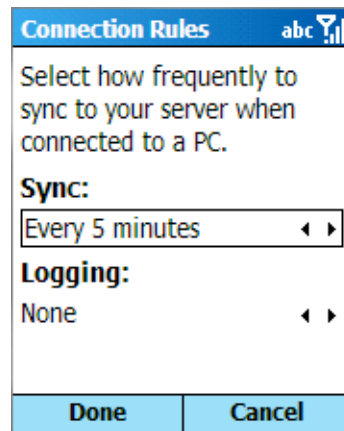 Connection Rules abc
Select how frequently to
sync to your server when
connected to a PC.
Sync:
Every 5 minutes
Logging:
None
Done Cancel